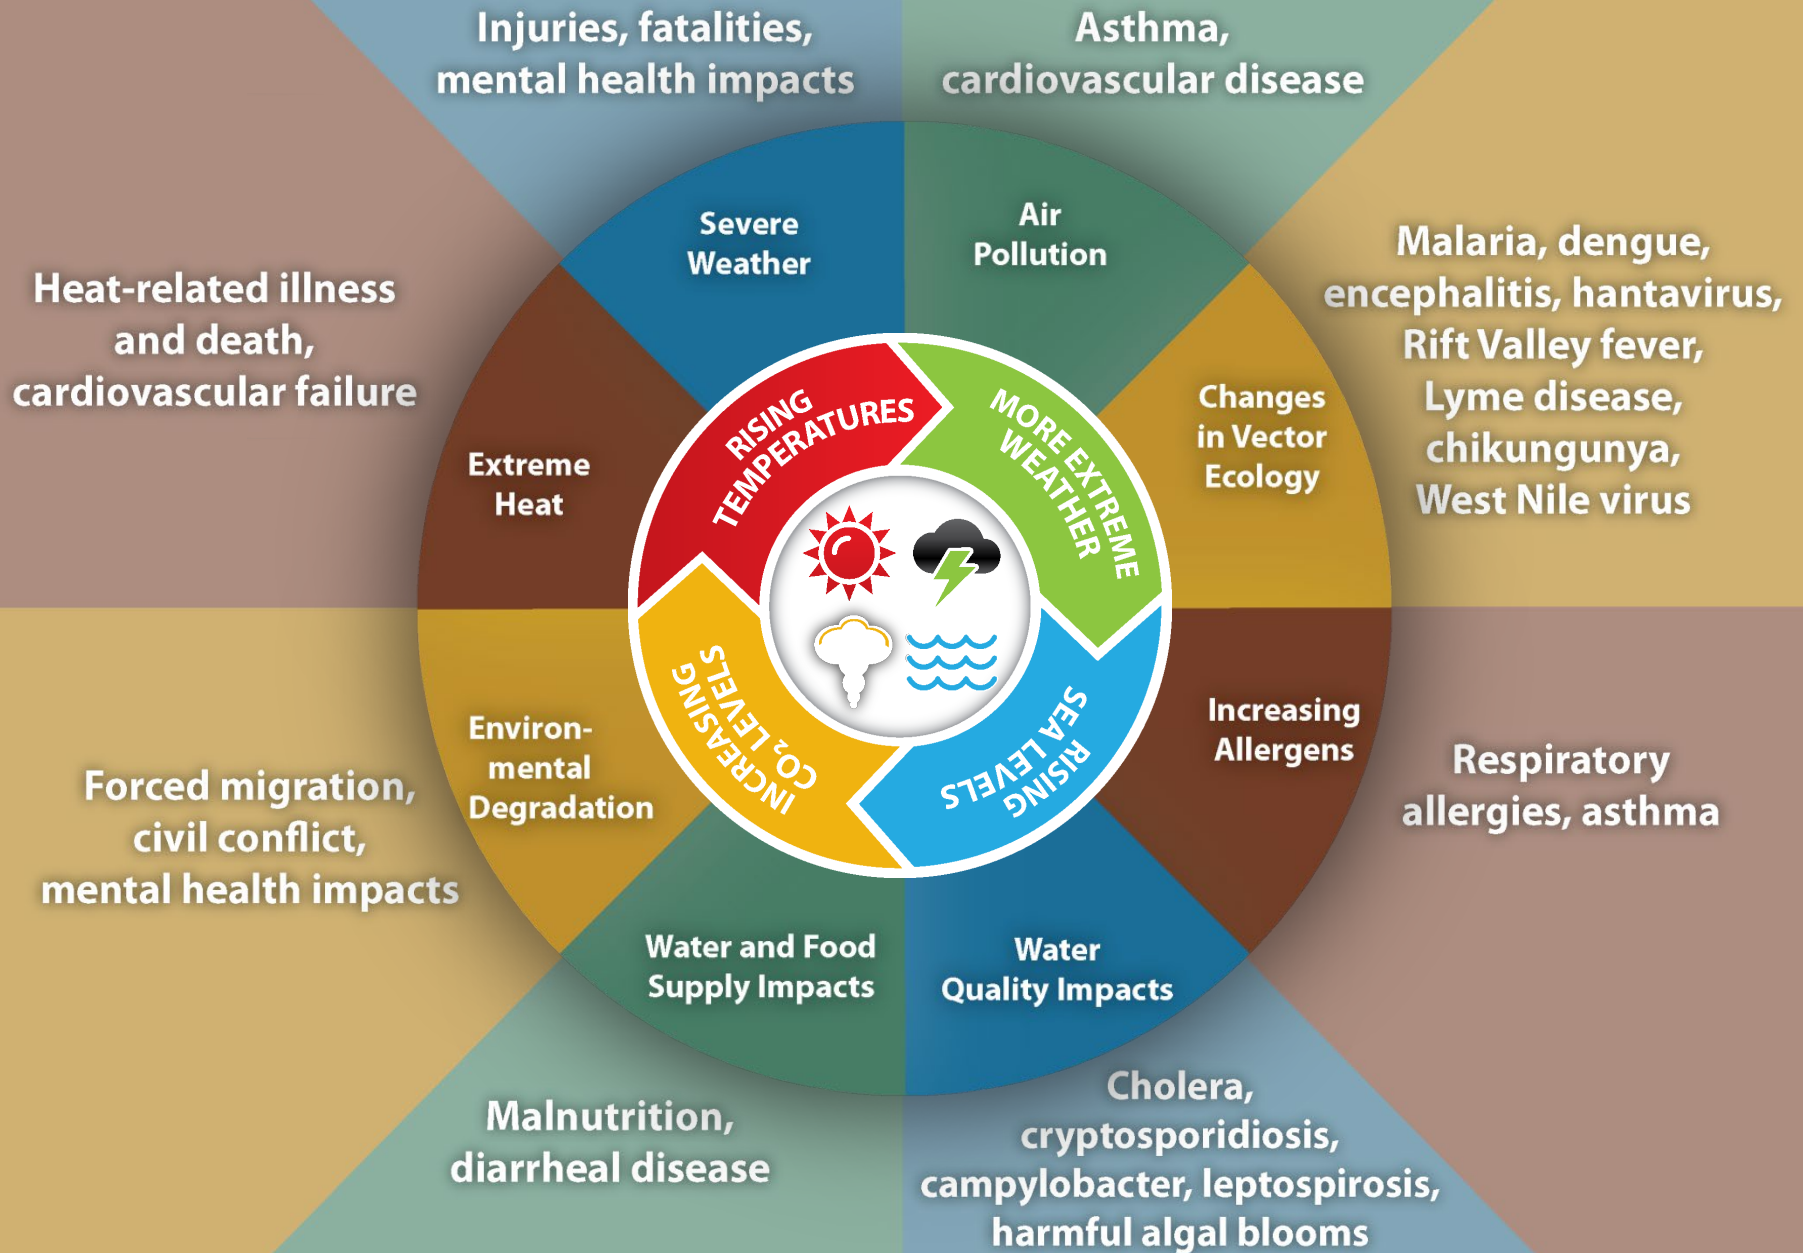 Injuries, fatalities,
mental health impacts
Asthma,
cardiovascular disease
Malaria, dengue,
encephalitis, hantavirus,
Rift Valley fever,
Lyme disease,
chikungunya,
West Nile virus
Respiratory
allergies, asthma
Cholera,
cryptosporidiosis,
campylobacter, leptospirosis,
harmful algal blooms
Malnutrition,
diarrheal disease
Forced migration,
civil conflict,
mental health impacts
Heat-related illness
and death,
cardiovascular failure
Severe
Weather
Air
Pollution
Changes
in Vector
Ecology
Increasing
Allergens
Water
Quality Impacts
Water and Food
Supply Impacts
Environ-
mental
Degradation
Extreme
Heat
RISING
TEMPERATURES
MORE EXTREME
WEATHER
RISING
SEA LEVELS
INCREASING
CO₂ LEVELS